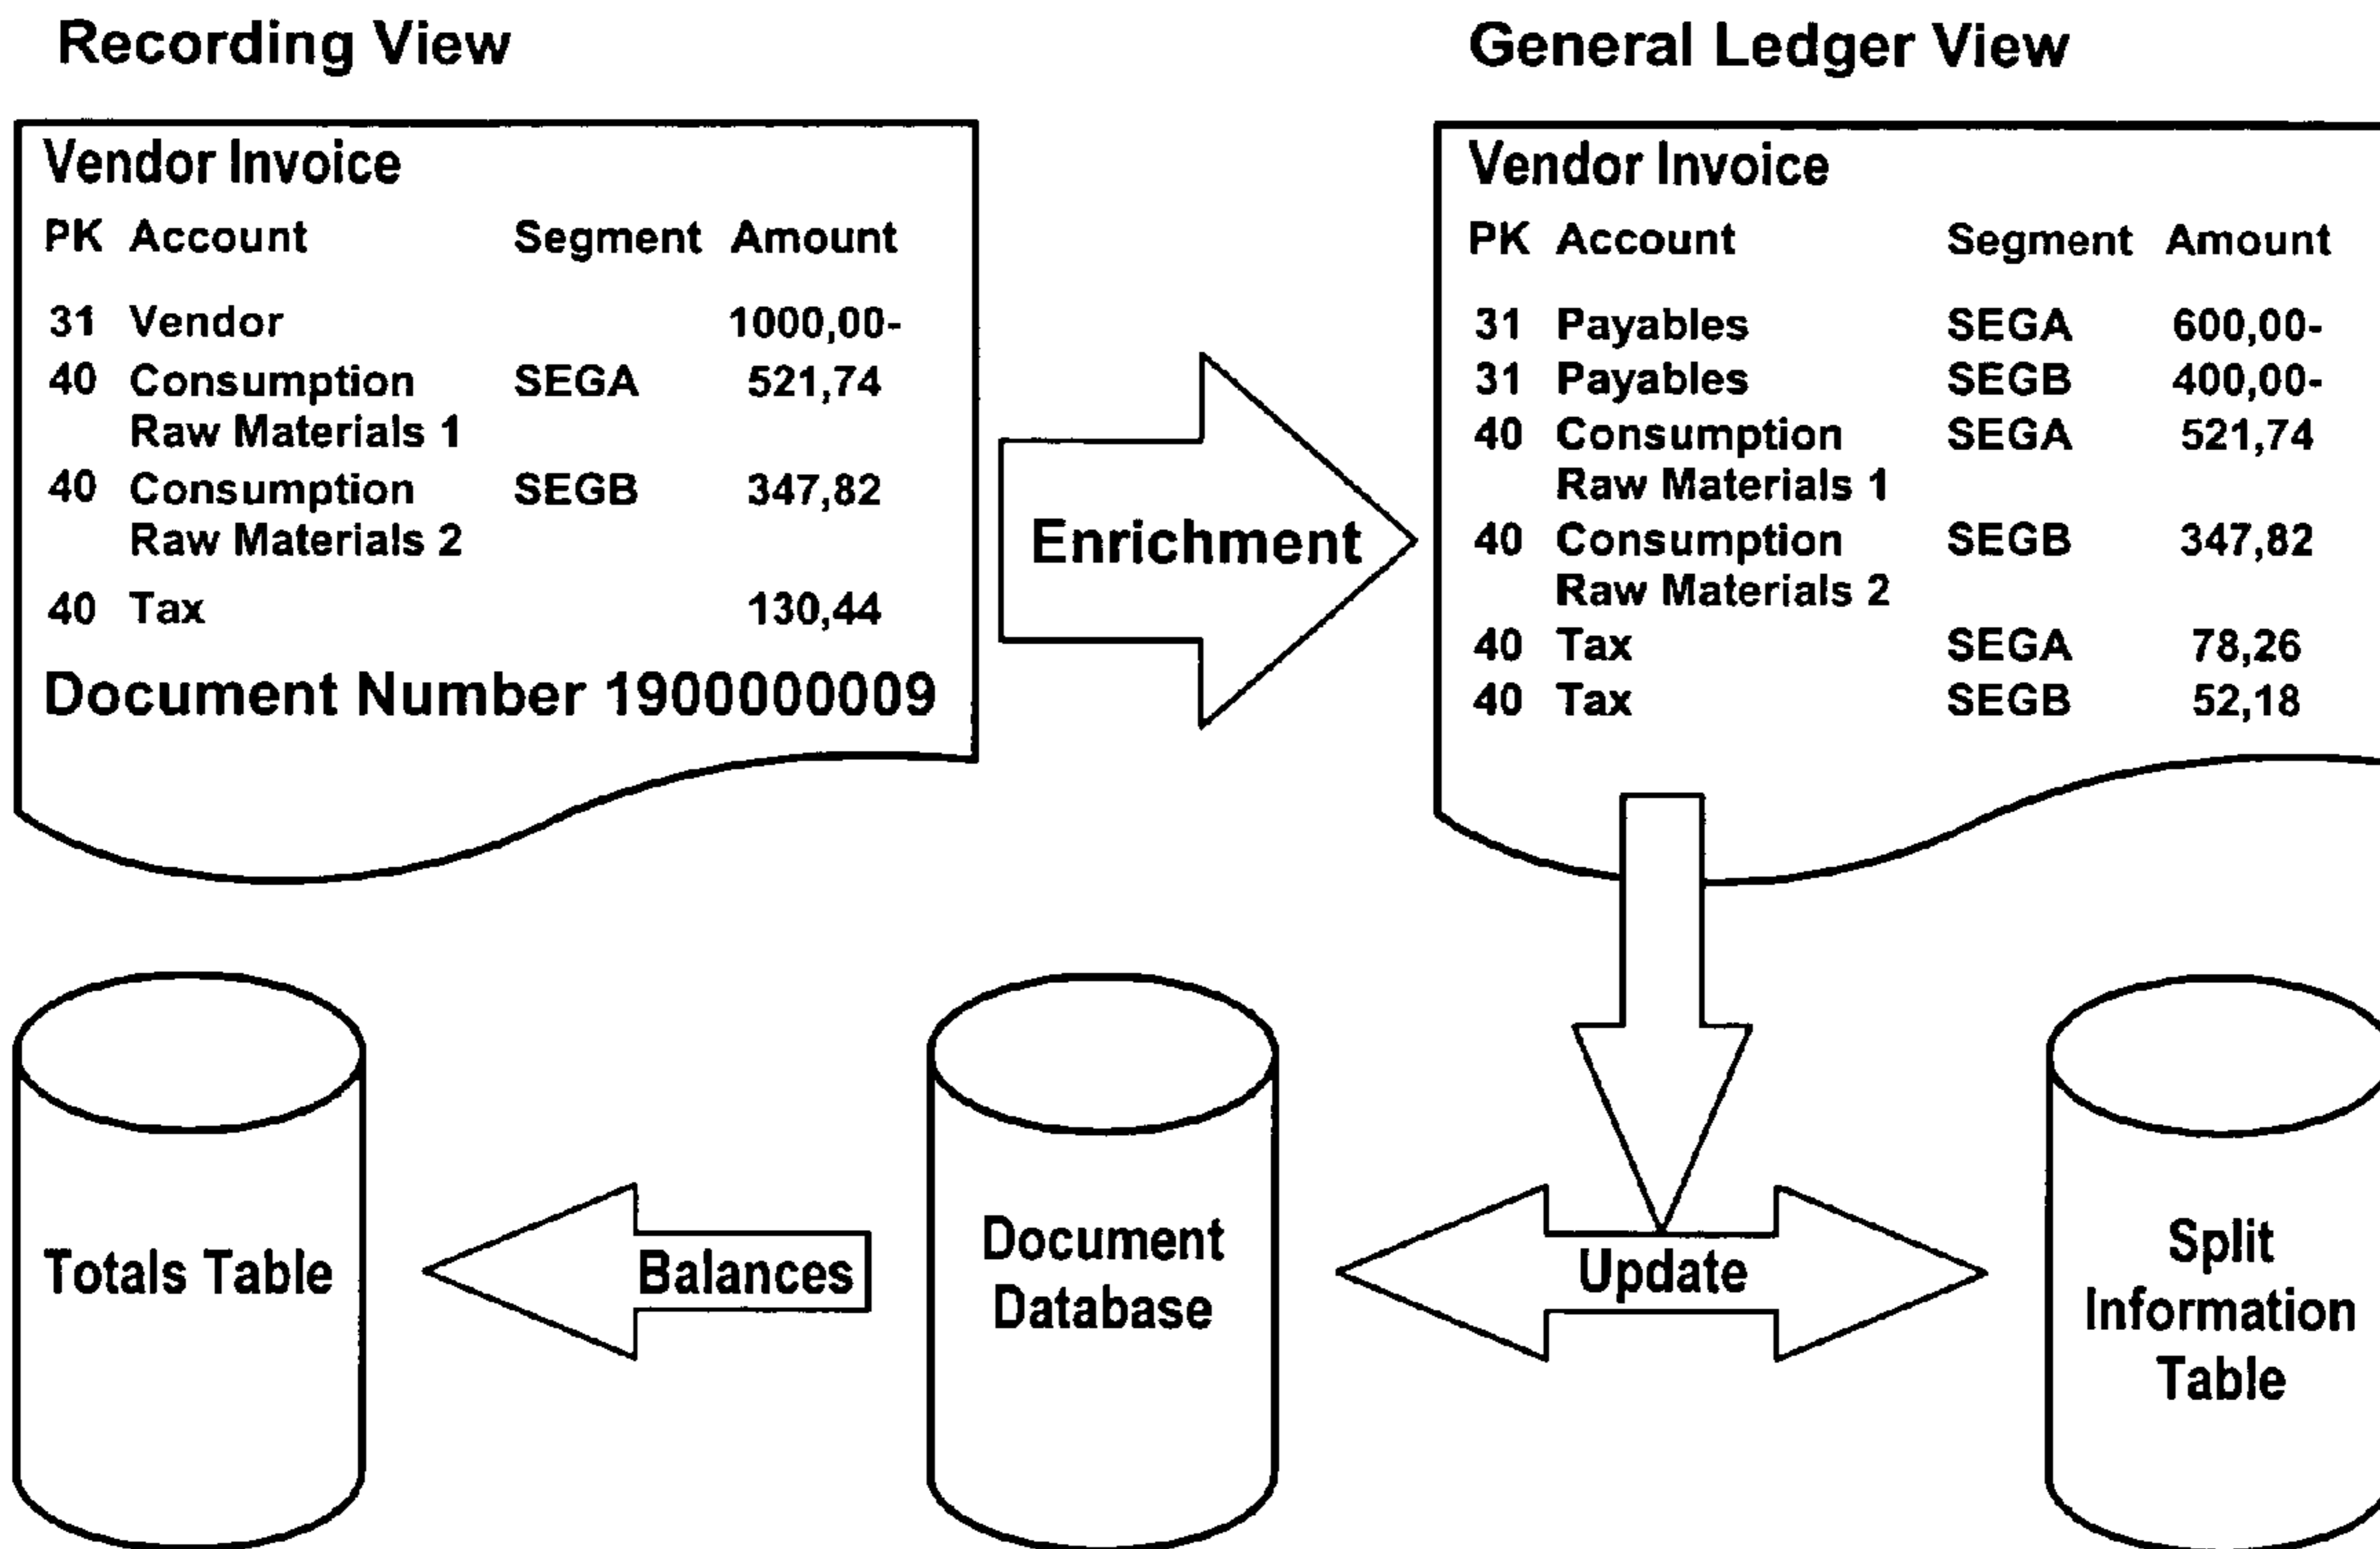 Recording View
Vendor Invoice
PK Account Segment Amount
31 Vendor 1000,00-
40 Consumption SEGA 521,74
Raw Materials 1
40 Consumption SEGB 347,82
Raw Materials 2
40 Tax 130,44
Document Number 1900000009
Enrichment
General Ledger View
Vendor Invoice
PK Account Segment Amount
31 Payables SEGA 600,00-
31 Payables SEGB 400,00-
40 Consumption SEGA 521,74
Raw Materials 1
40 Consumption SEGB 347,82
Raw Materials 2
40 Tax SEGA 78,26
40 Tax SEGB 52,18
Totals Table
Balances
Document
Database
Update
Split
Information
Table